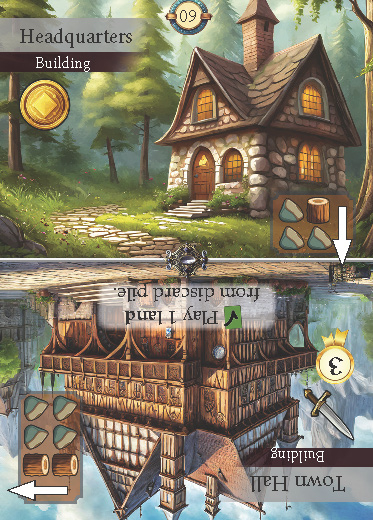 09
Headquarters
Building
Town Hall
Building
3
Play 1 land
from discard pile.